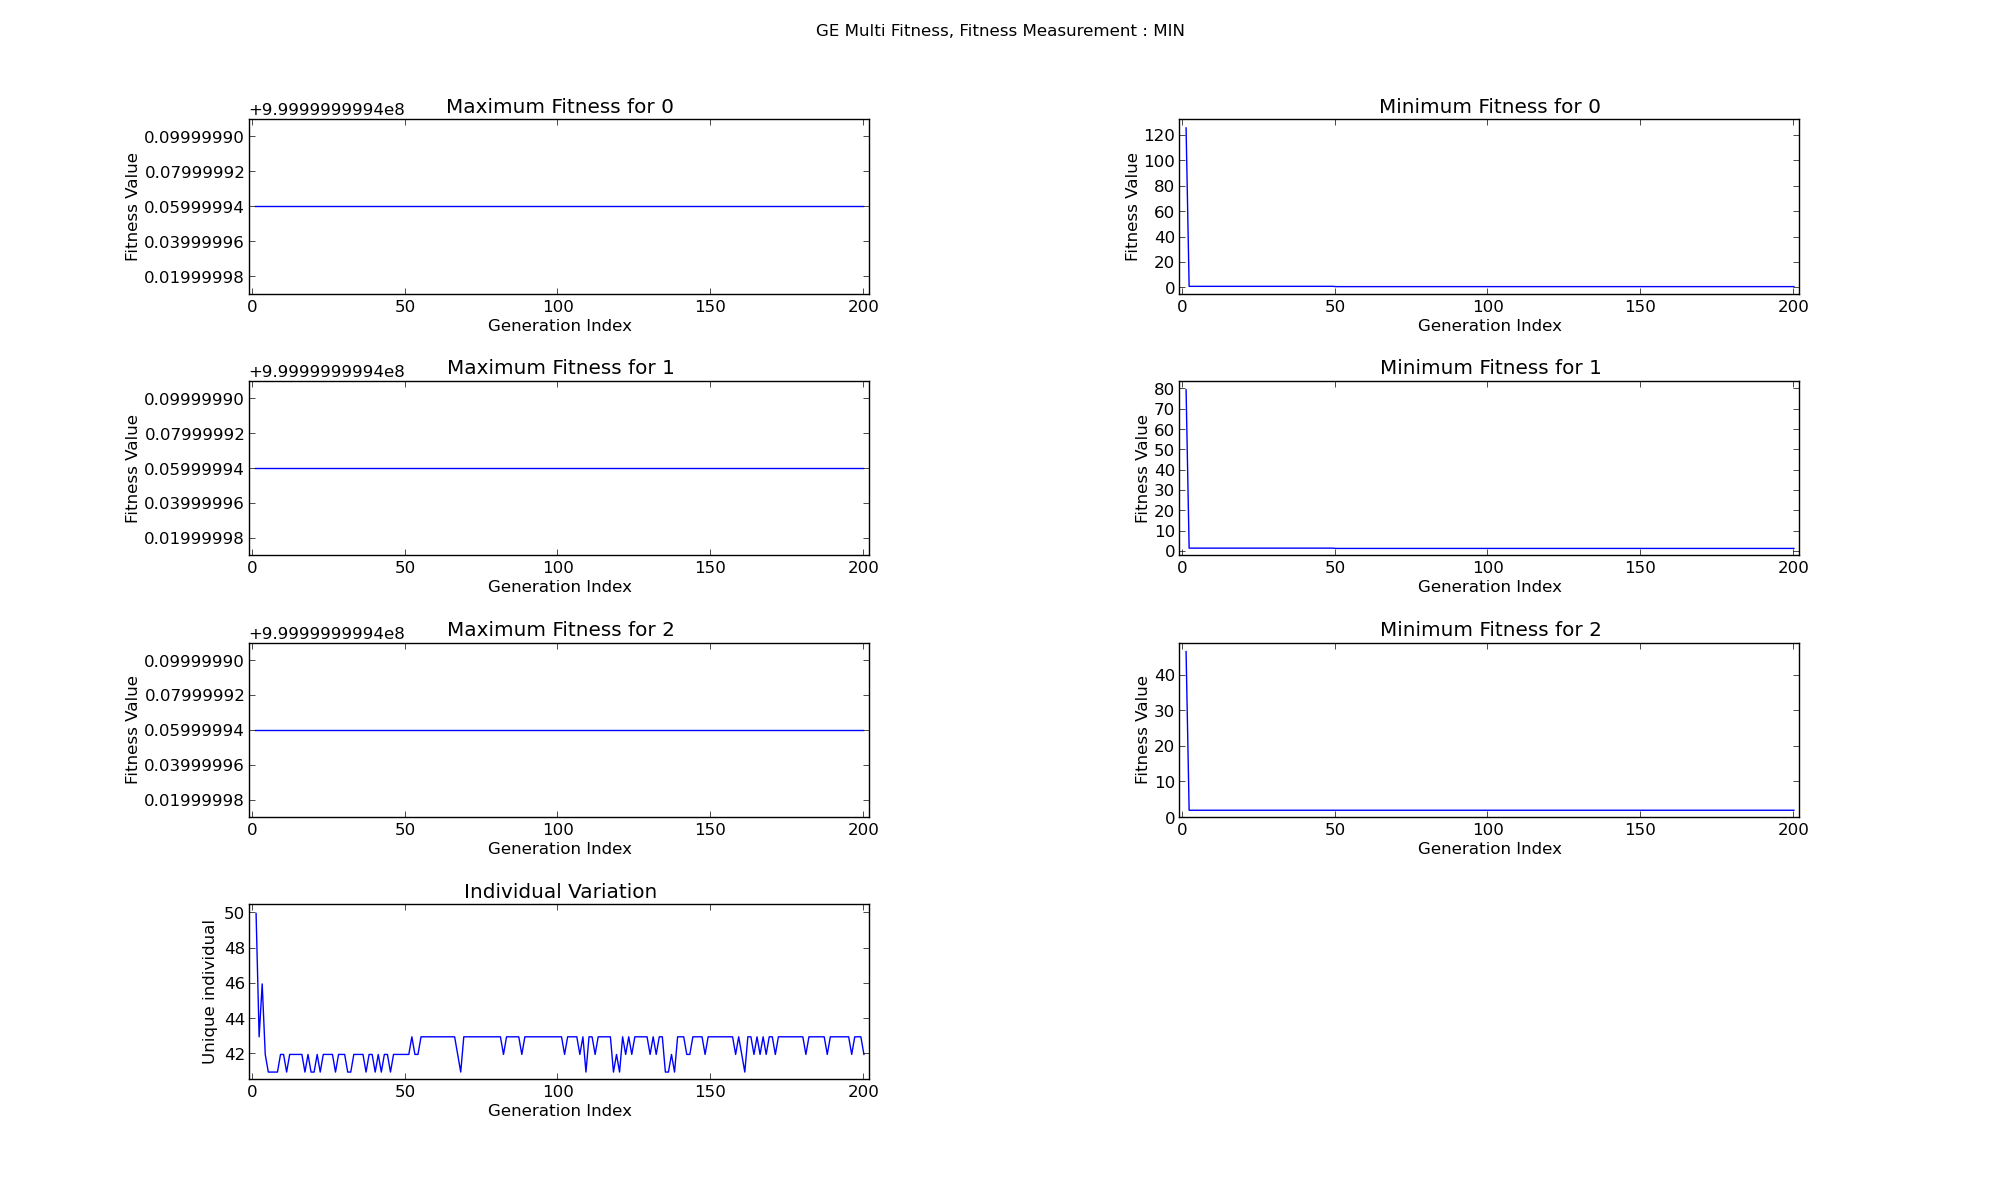 GE Multi Fitness, Fitness Measurement : MIN
+9.9999999994e8
Maximum Fitness for 0
Fitness Value
0.09999990
0.07999992
0.05999994
0.03999996
0.01999998
0 50 100 150 200
Generation Index
Minimum Fitness for 0
Fitness Value
120
100
80
60
40
20
0
0 50 100 150 200
Generation Index
+9.9999999994e8
Maximum Fitness for 1
Fitness Value
0.09999990
0.07999992
0.05999994
0.03999996
0.01999998
0 50 100 150 200
Generation Index
Minimum Fitness for 1
Fitness Value
80
70
60
50
40
30
20
10
0
0 50 100 150 200
Generation Index
+9.9999999994e8
Maximum Fitness for 2
Fitness Value
0.09999990
0.07999992
0.05999994
0.03999996
0.01999998
0 50 100 150 200
Generation Index
Minimum Fitness for 2
Fitness Value
40
30
20
10
0
0 50 100 150 200
Generation Index
Individual Variation
Unique individual
50
48
46
44
42
0 50 100 150 200
Generation Index